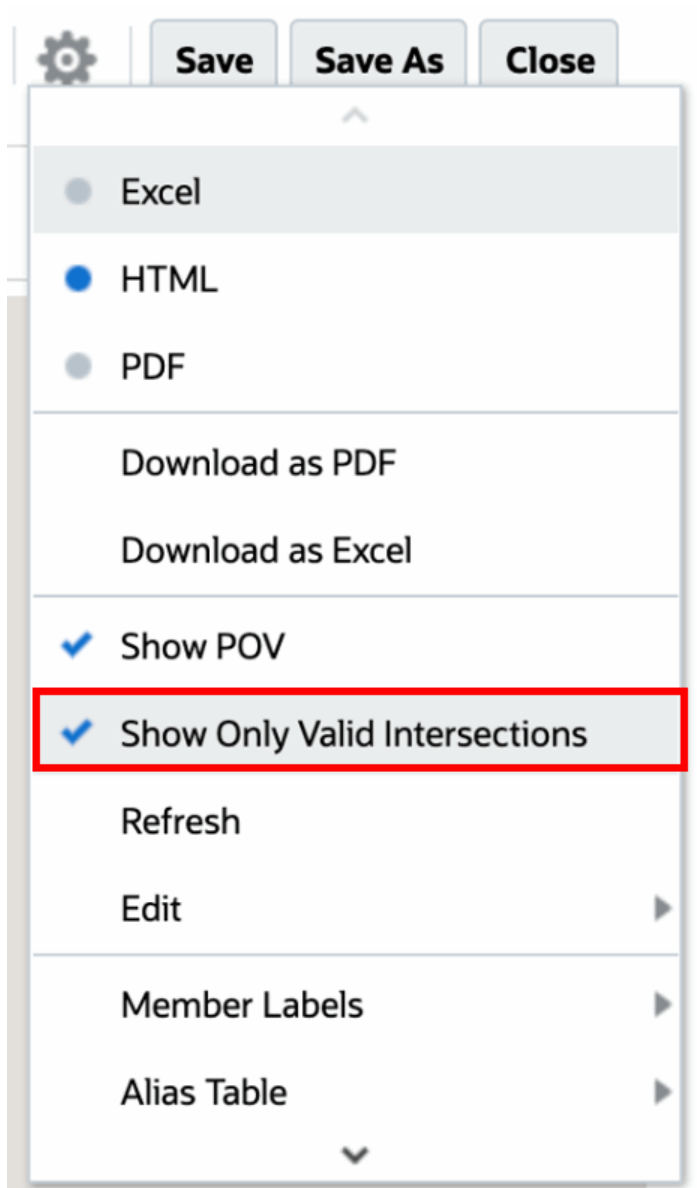 Save Save As Close
Excel
HTML
PDF
Download as PDF
Download as Excel
Show POV
Show Only Valid Intersections
Refresh
Edit
Member Labels
Alias Table